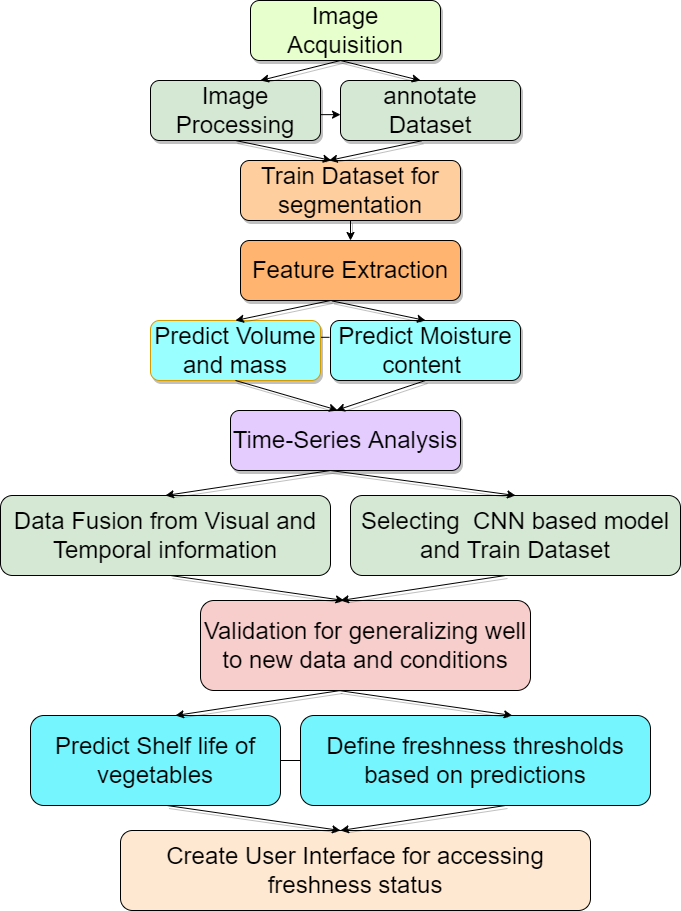 Image
Acquisition
Image
Processing
annotate
Dataset
Train Dataset for
segmentation
Feature Extraction
Predict Volume
and mass
Predict Moisture
content
Time-Series Analysis
Data Fusion from Visual and
Temporal information
Selecting  CNN based model
and Train Dataset
Validation for generalizing well
to new data and conditions
Predict Shelf life of
vegetables
Define freshness thresholds
based on predictions
Create User Interface for accessing
freshness status